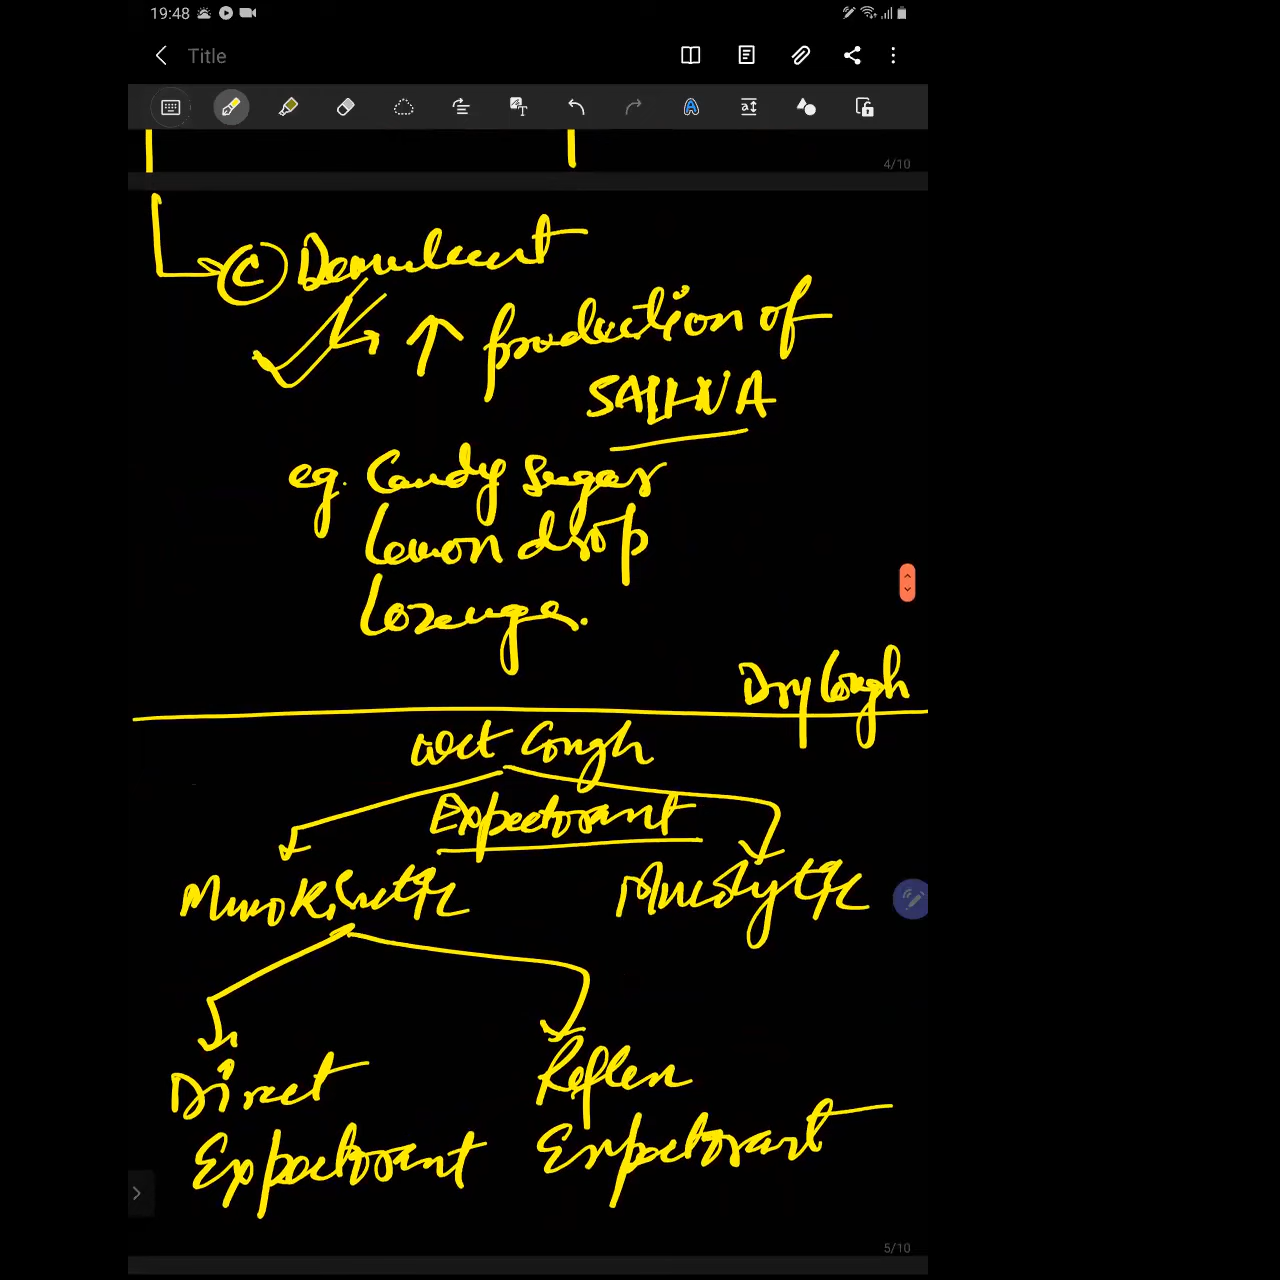 19:48
Title
4/10
C Demulcent
↑ production of
SALIVA
eg. Candy Sugar
Lemon drop
Lozenge.
Dry Cough
Wet Cough
Expectorant
Mucokinetic
Mucolytic
Direct
Expectorant
Reflex
Expectorant
5/10